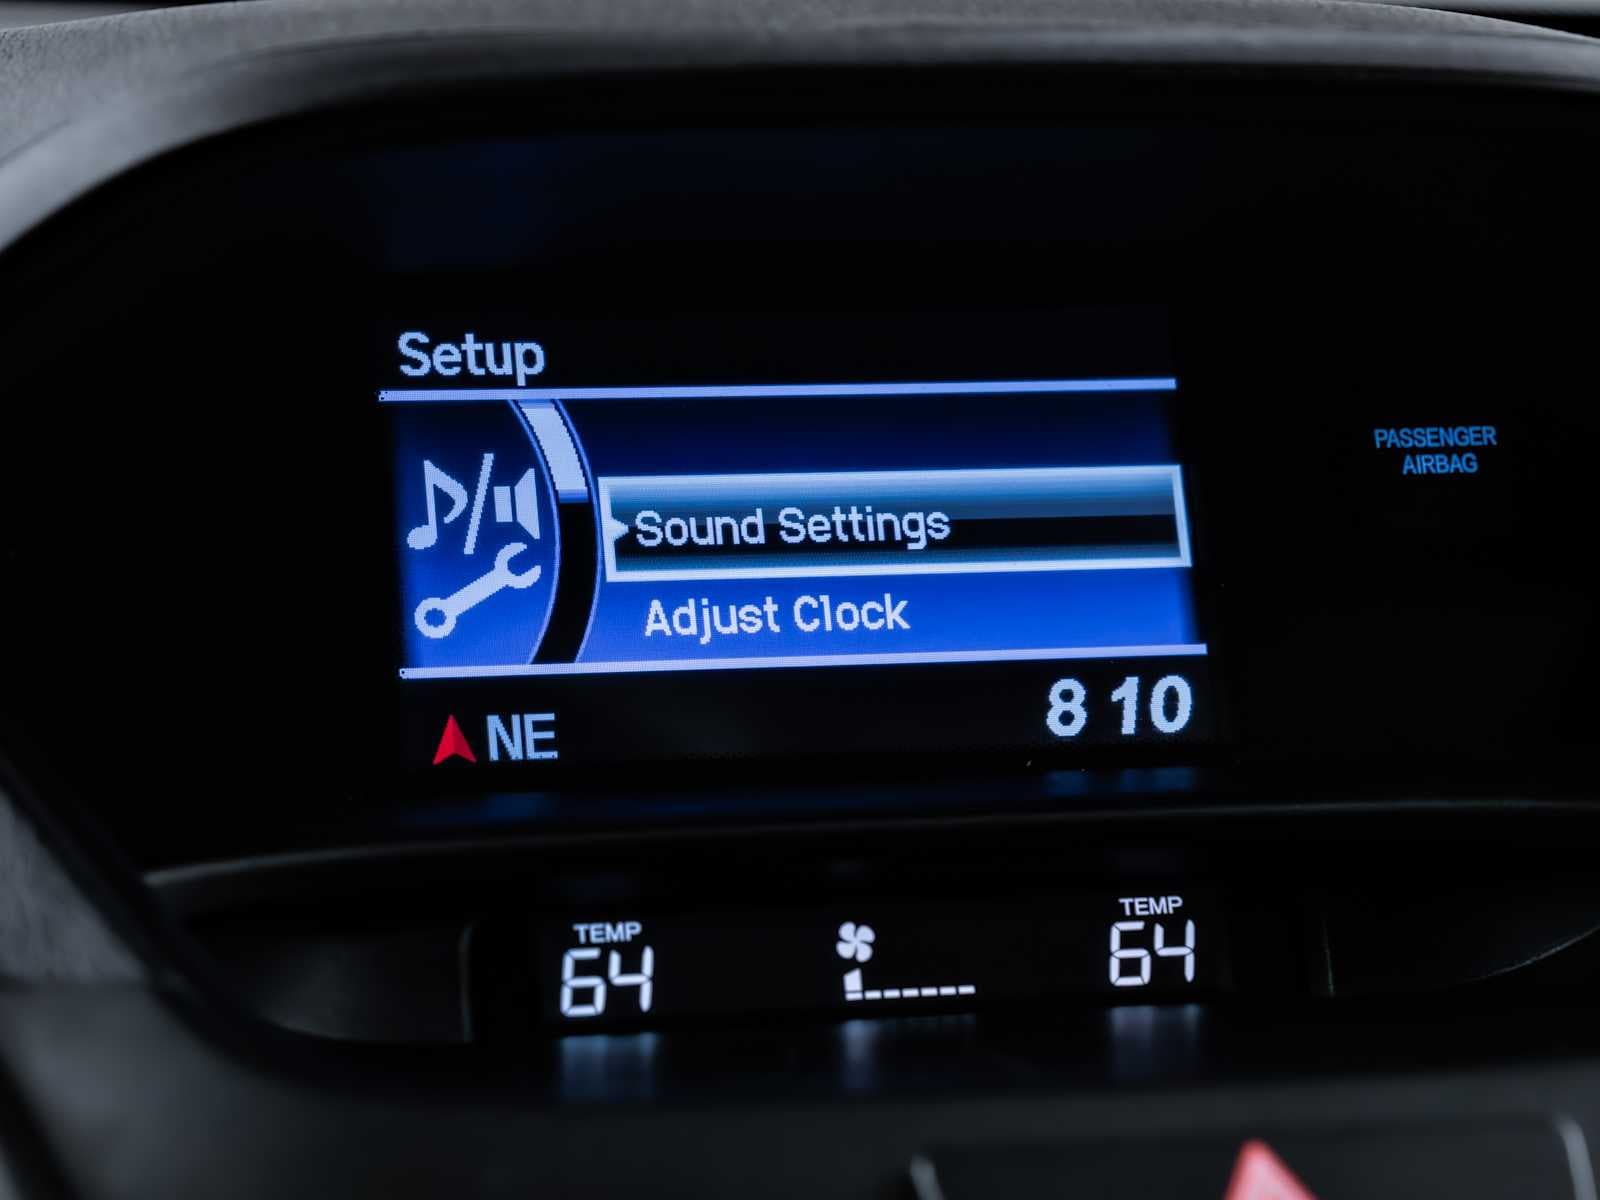 Setup
PASSENGER
AIRBAG
Sound Settings
Adjust Clock
NE
8 10
TEMP
64
TEMP
64